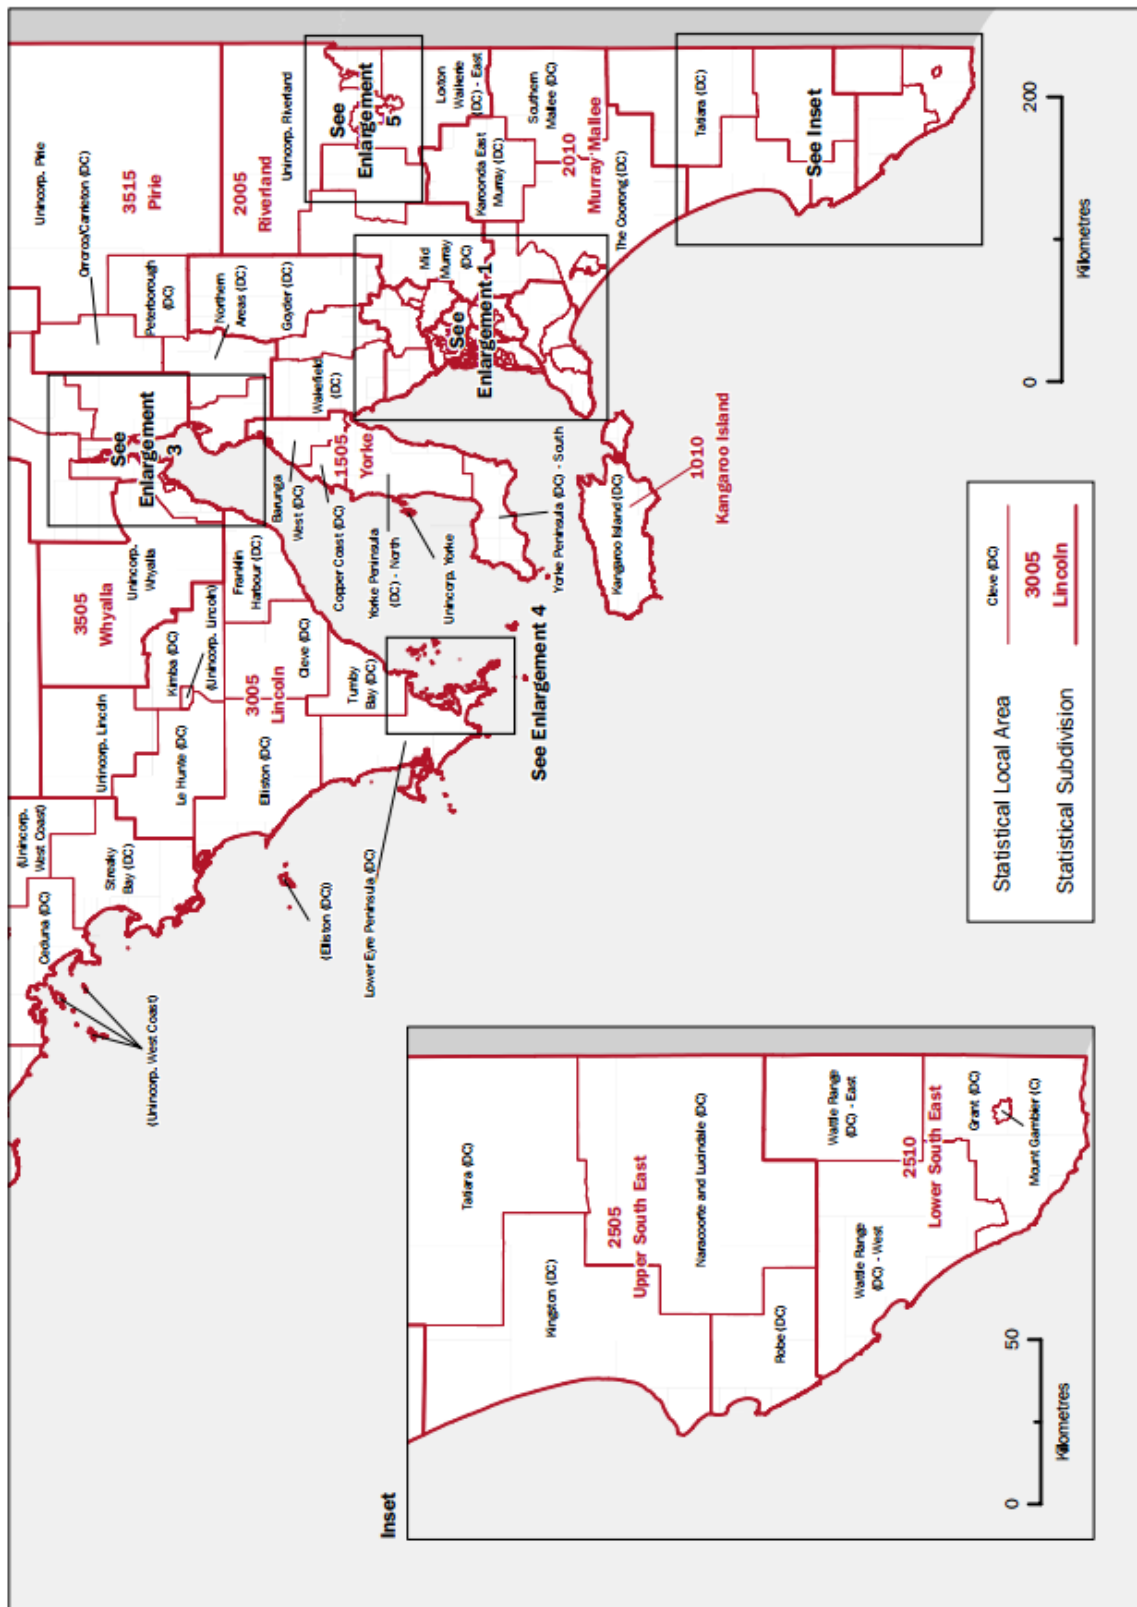 (Unincorp.
West Coast)
Ceduna (DC)
Streaky
Bay (DC)
(Unincorp. West Coast)
Unincorp. Lincoln
Le Hunte (DC)
Elliston (DC)
(Elliston (DC))
Lower Eyre Peninsula (DC)
3505
Whyalla
Unincorp.
Whyalla
Kimba (DC)
(Unincorp. Lincoln)
3005
Lincoln
Franklin
Harbour (DC)
Cleve (DC)
Tumby
Bay (DC)
See Enlargement 4
See
Enlargement
3
Unincorp. Pirie
Orroroo/Carrieton (DC)
3515
Pirie
Peterborough
(DC)
Northern
Areas (DC)
Goyder (DC)
2005
Riverland
Unincorp. Riverland
See
Enlargement
5
Wakefield
(DC)
Barunga
West (DC)
Copper Coast (DC)
1505
Yorke
Yorke Peninsula
(DC) - North
Unincorp. Yorke
Yorke Peninsula (DC) - South
Mid
Murray
(DC)
See
Enlargement 1
Loxton
Waikerie
(DC) - East
Karoonda East
Murray (DC)
Southern
Mallee (DC)
2010
Murray Mallee
The Coorong (DC)
Tatiara (DC)
See Inset
Kangaroo Island (DC)
1010
Kangaroo Island
0
200
Kilometres
Statistical Local Area
Cleve (DC)
Statistical Subdivision
3005
Lincoln
Inset
Tatiara (DC)
Kingston (DC)
2505
Upper South East
Naracoorte and Lucindale (DC)
Robe (DC)
Wattle Range
(DC) - East
Wattle Range
(DC) - West
2510
Lower South East
Grant (DC)
Mount Gambier (C)
0
50
Kilometres